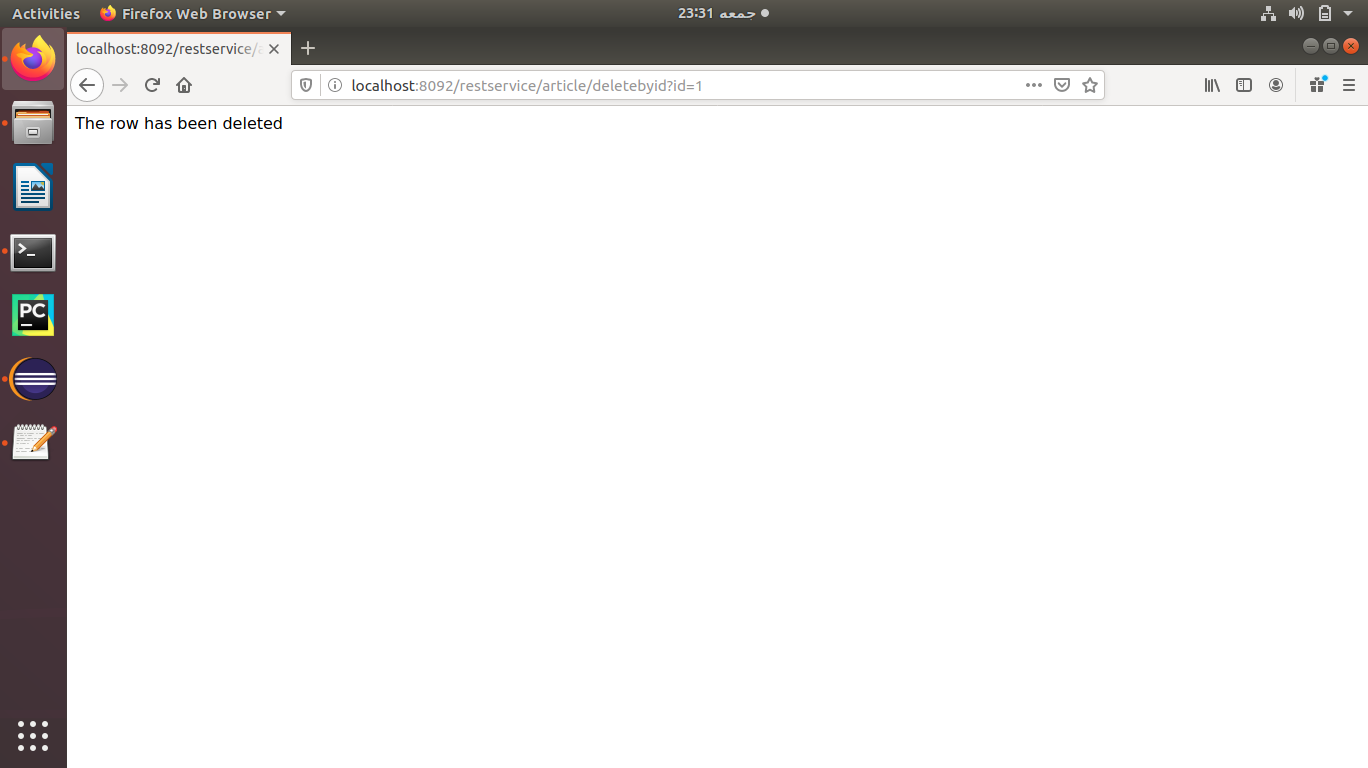 Activities
Firefox Web Browser
جمعه 23:31
localhost:8092/restservice/a
localhost:8092/restservice/article/deletebyid?id=1
The row has been deleted
PC